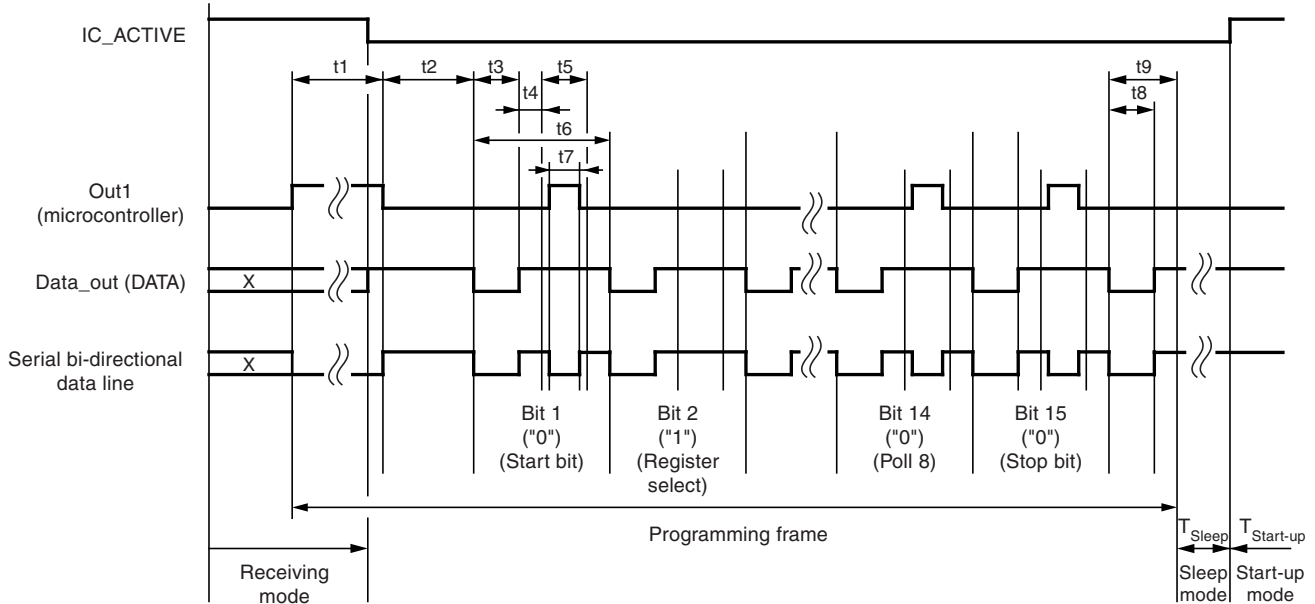 IC_ACTIVE
t1
t2
t3
t5
t9
t4
t8
t6
t7
Out1
(microcontroller)
Data_out (DATA)
X
Serial bi-directional
data line
X
Bit 1
("0")
(Start bit)
Bit 2
("1")
(Register
select)
Bit 14
("0")
(Poll 8)
Bit 15
("0")
(Stop bit)
Programming frame
TSleep
TStart-up
Receiving
mode
Sleep
mode
Start-up
mode